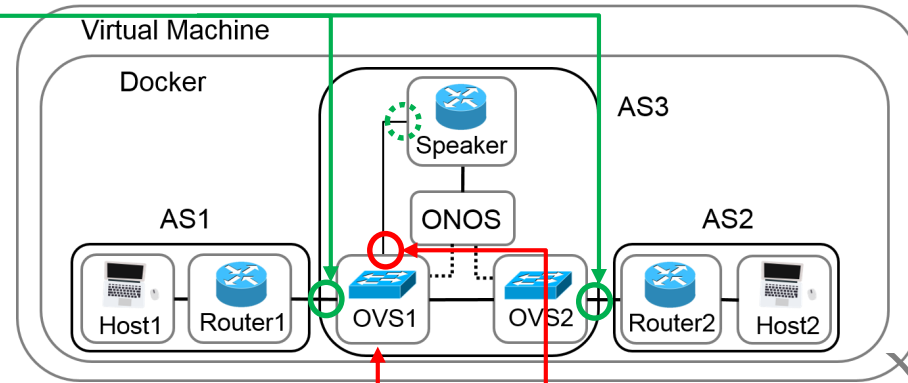 Virtual Machine
Docker
AS3
Speaker
ONOS
AS1
AS2
Host1
Router1
OVS1
OVS2
Router2
Host2